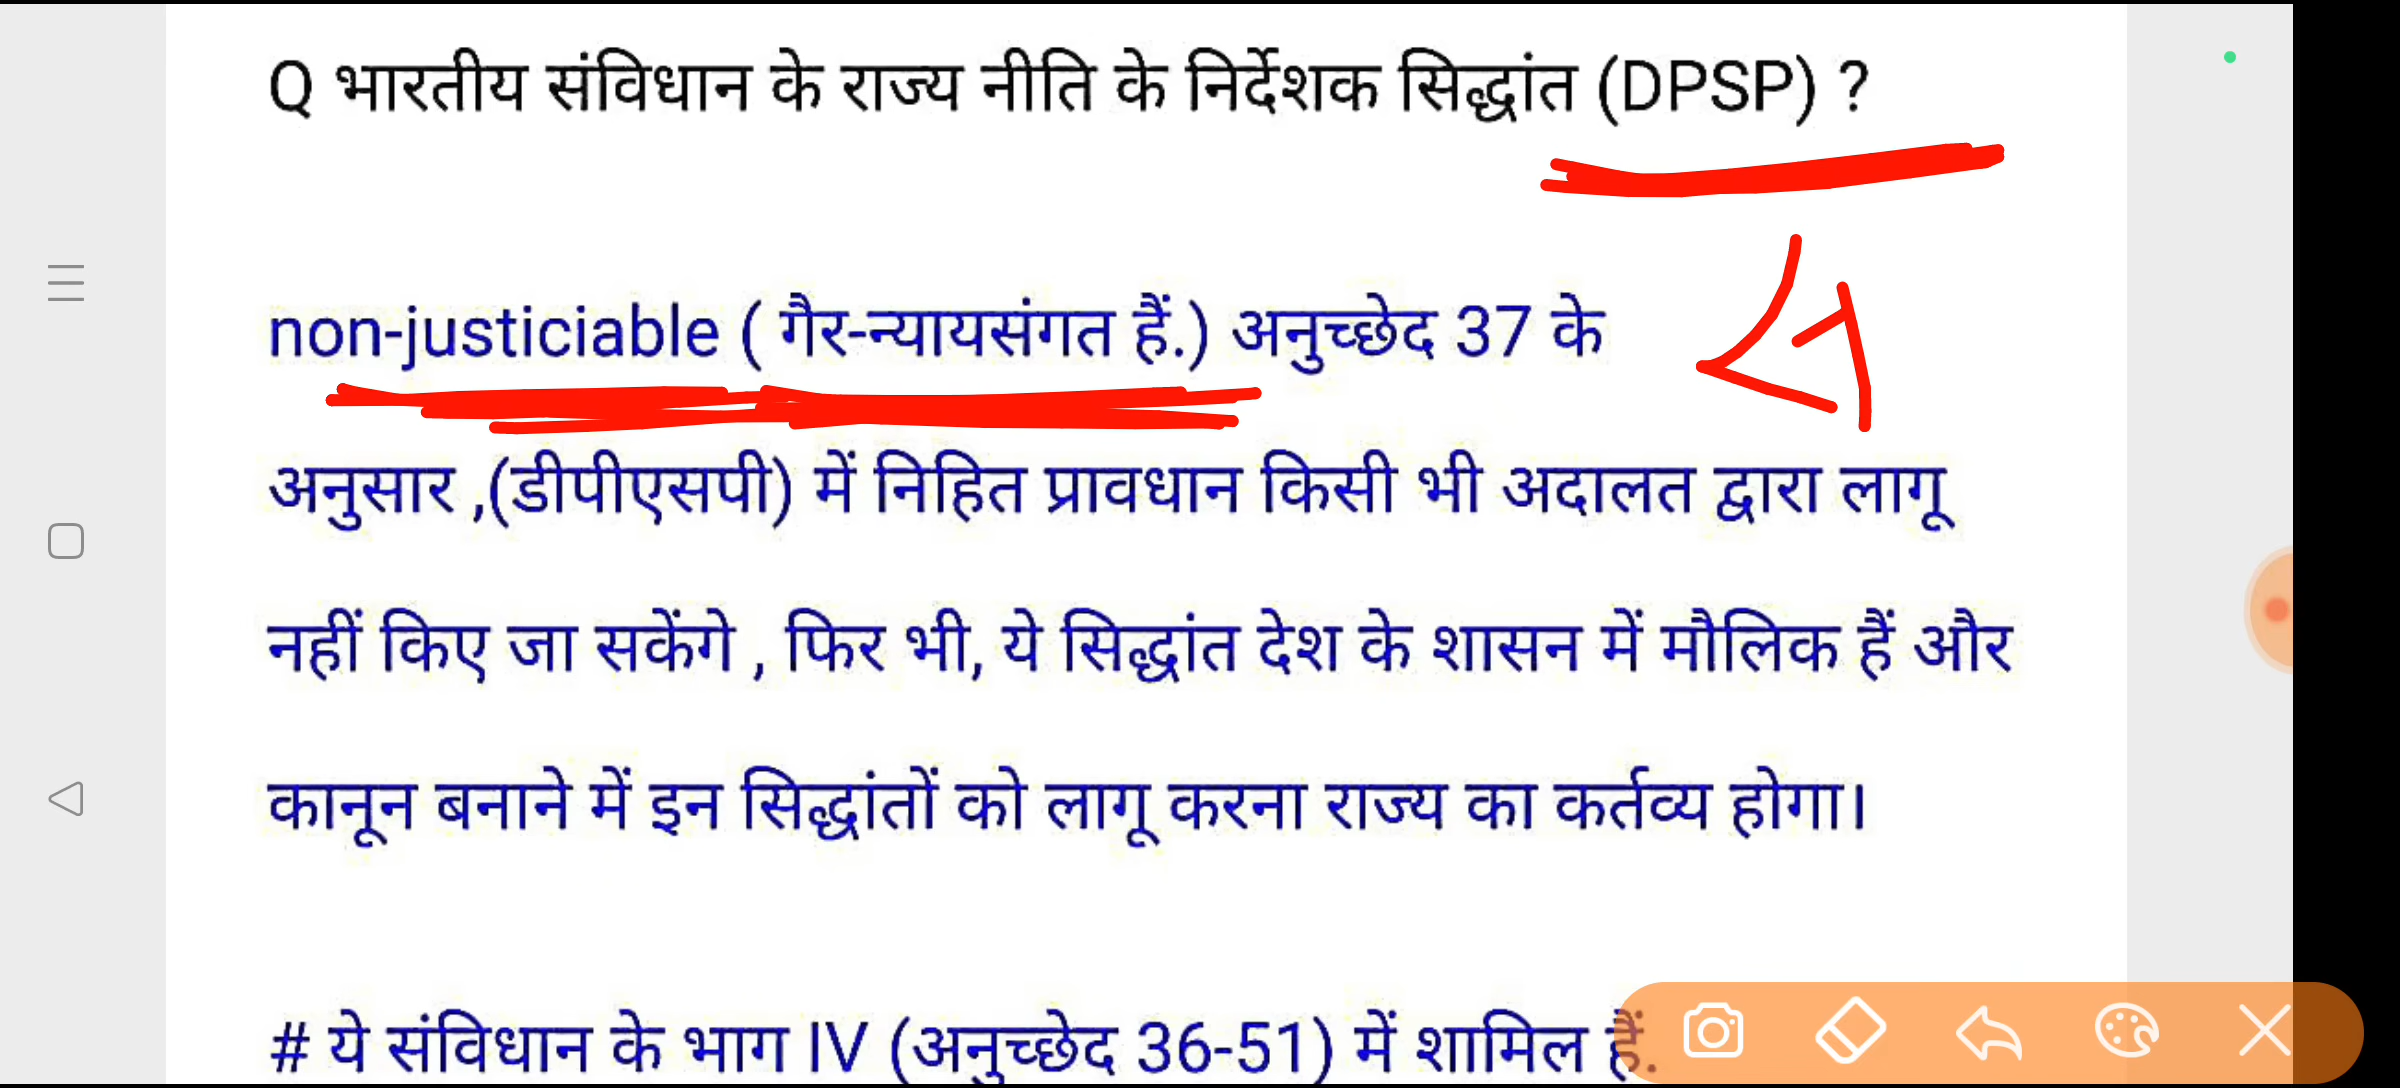 Q भारतीय संविधान के राज्य नीति के निर्देशक सिद्धांत (DPSP) ?
non-justiciable ( गैर-न्यायसंगत हैं.) अनुच्छेद 37 के
अनुसार ,(डीपीएसपी) में निहित प्रावधान किसी भी अदालत द्वारा लागू
नहीं किए जा सकेंगे , फिर भी, ये सिद्धांत देश के शासन में मौलिक हैं और
कानून बनाने में इन सिद्धांतों को लागू करना राज्य का कर्तव्य होगा।
# ये संविधान के भाग IV (अनुच्छेद 36-51) में शामिल हैं.